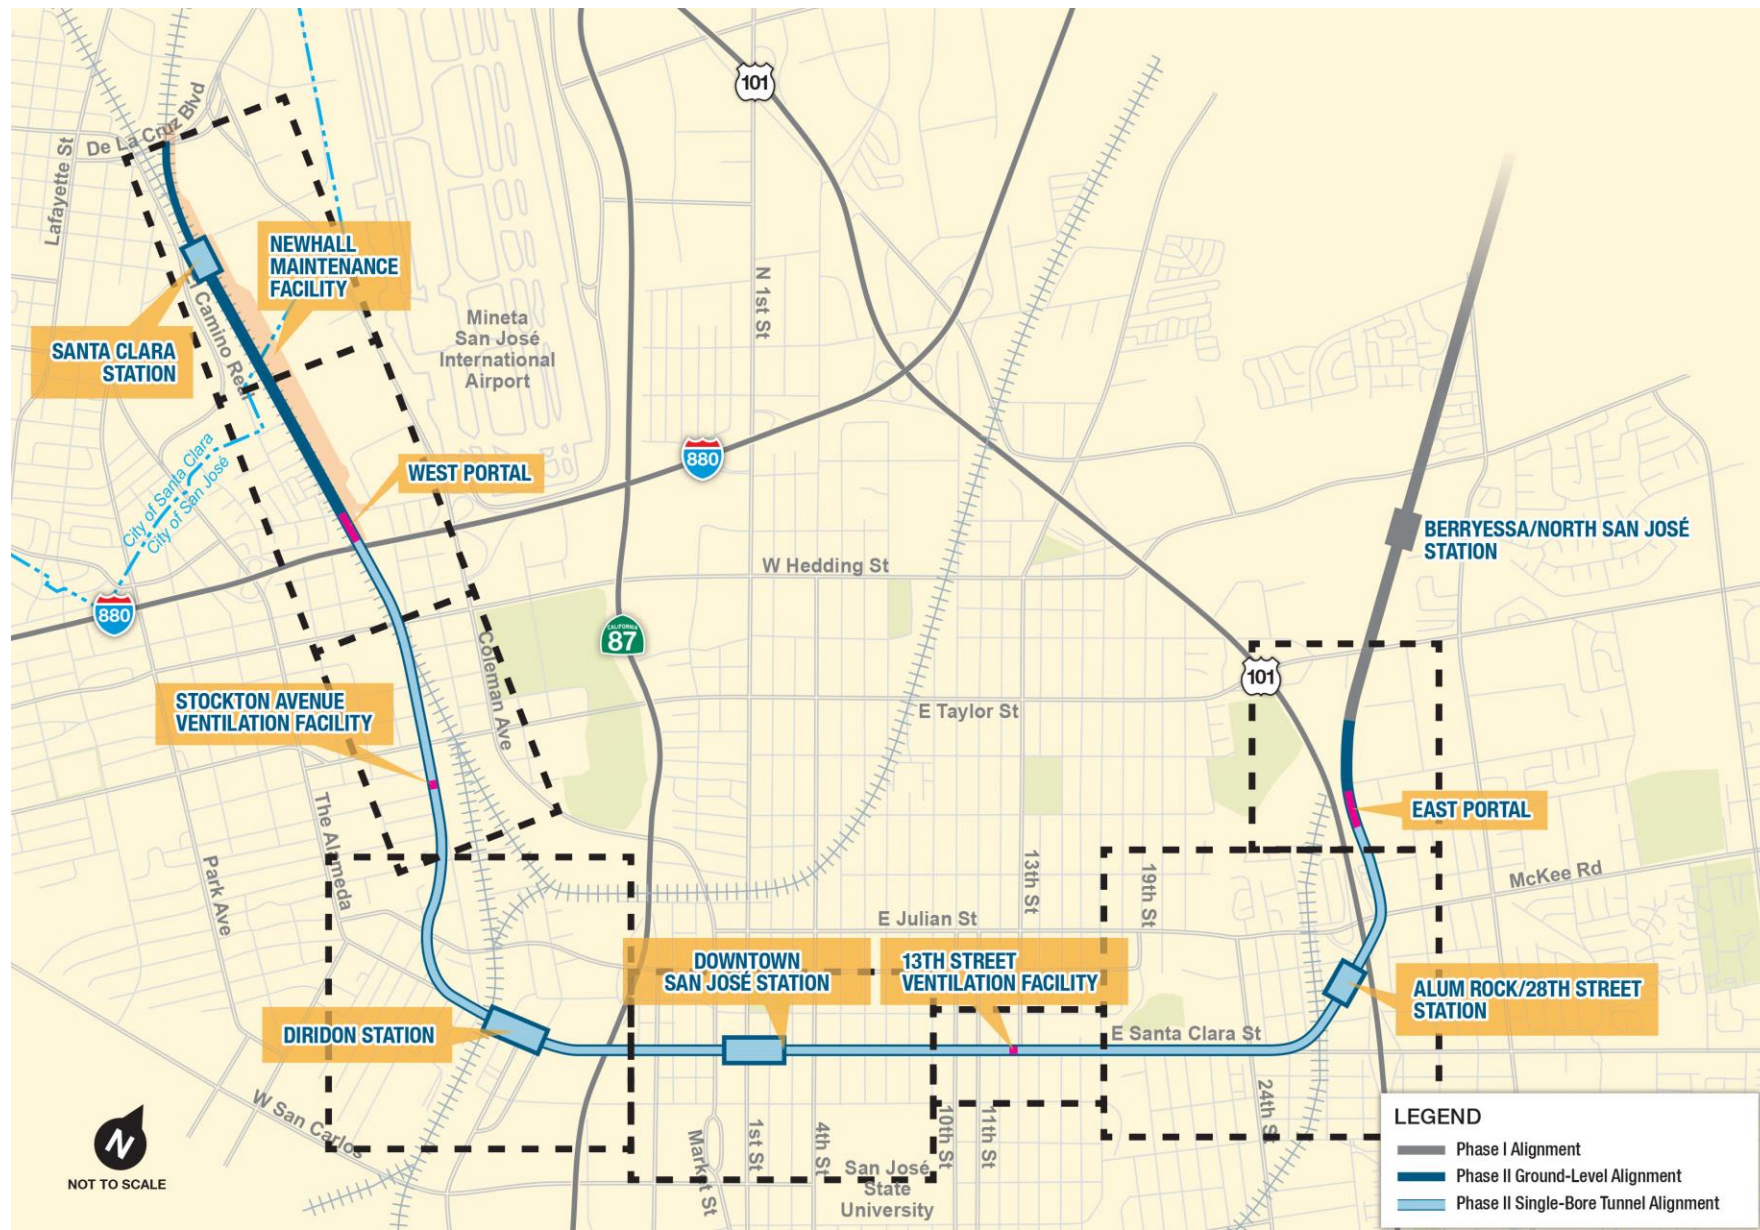 De La Cruz Blvd
Lafayette St
101
NEWHALL
MAINTENANCE
FACILITY
El Camino Real
SANTA CLARA
STATION
Mineta
San José
International
Airport
N 1st St
City of Santa Clara
City of San José
WEST PORTAL
880
BERRYESSA/NORTH SAN JOSÉ
STATION
W Hedding St
880
CALIFORNIA
87
Coleman Ave
101
STOCKTON AVENUE
VENTILATION FACILITY
E Taylor St
EAST PORTAL
The Alameda
Park Ave
13th St
19th St
McKee Rd
E Julian St
DOWNTOWN
SAN JOSÉ STATION
13TH STREET
VENTILATION FACILITY
ALUM ROCK/28TH STREET
STATION
DIRIDON STATION
E Santa Clara St
W San Carlos
24th St
Market St
1st St
4th St
10th St
11th St
San José
State
University
N
NOT TO SCALE
LEGEND
Phase I Alignment
Phase II Ground-Level Alignment
Phase II Single-Bore Tunnel Alignment